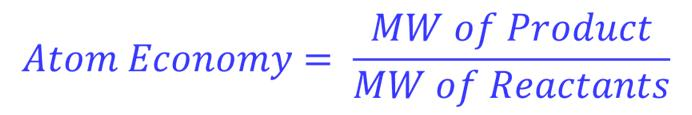 Atom Economy = MW of Product
MW of Reactants